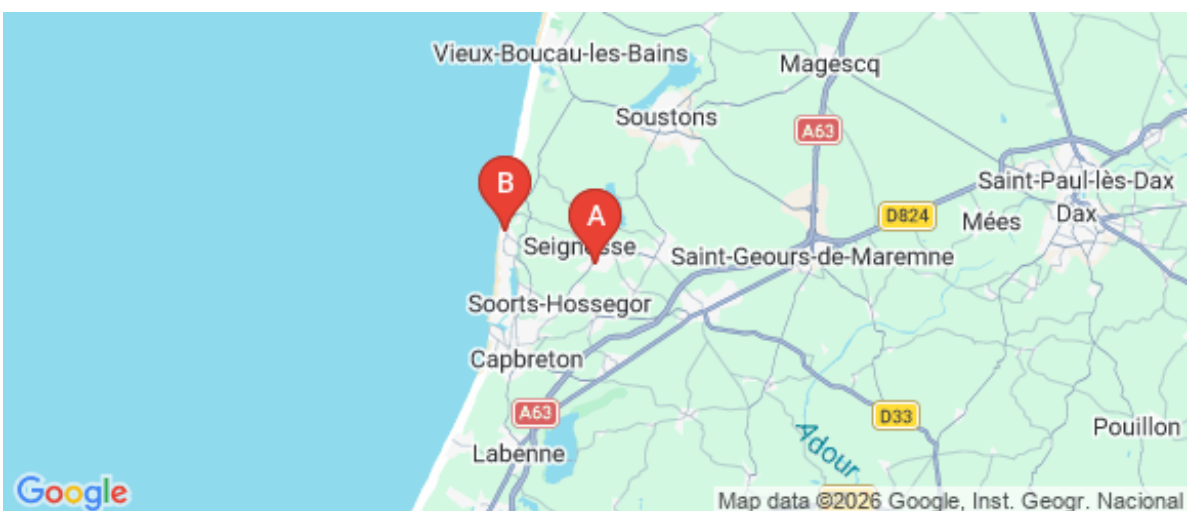 Vieux-Boucau-les-Bains
Magescq
Soustons
A63
B
Saint-Paul-lès-Dax
A
D824
Mées
Dax
Seignosse
Saint-Geours-de-Maremne
Soorts-Hossegor
Capbreton
A63
D33
Pouillon
Labenne
Adour
Google
Map data ©2026 Google, Inst. Geogr. Nacional